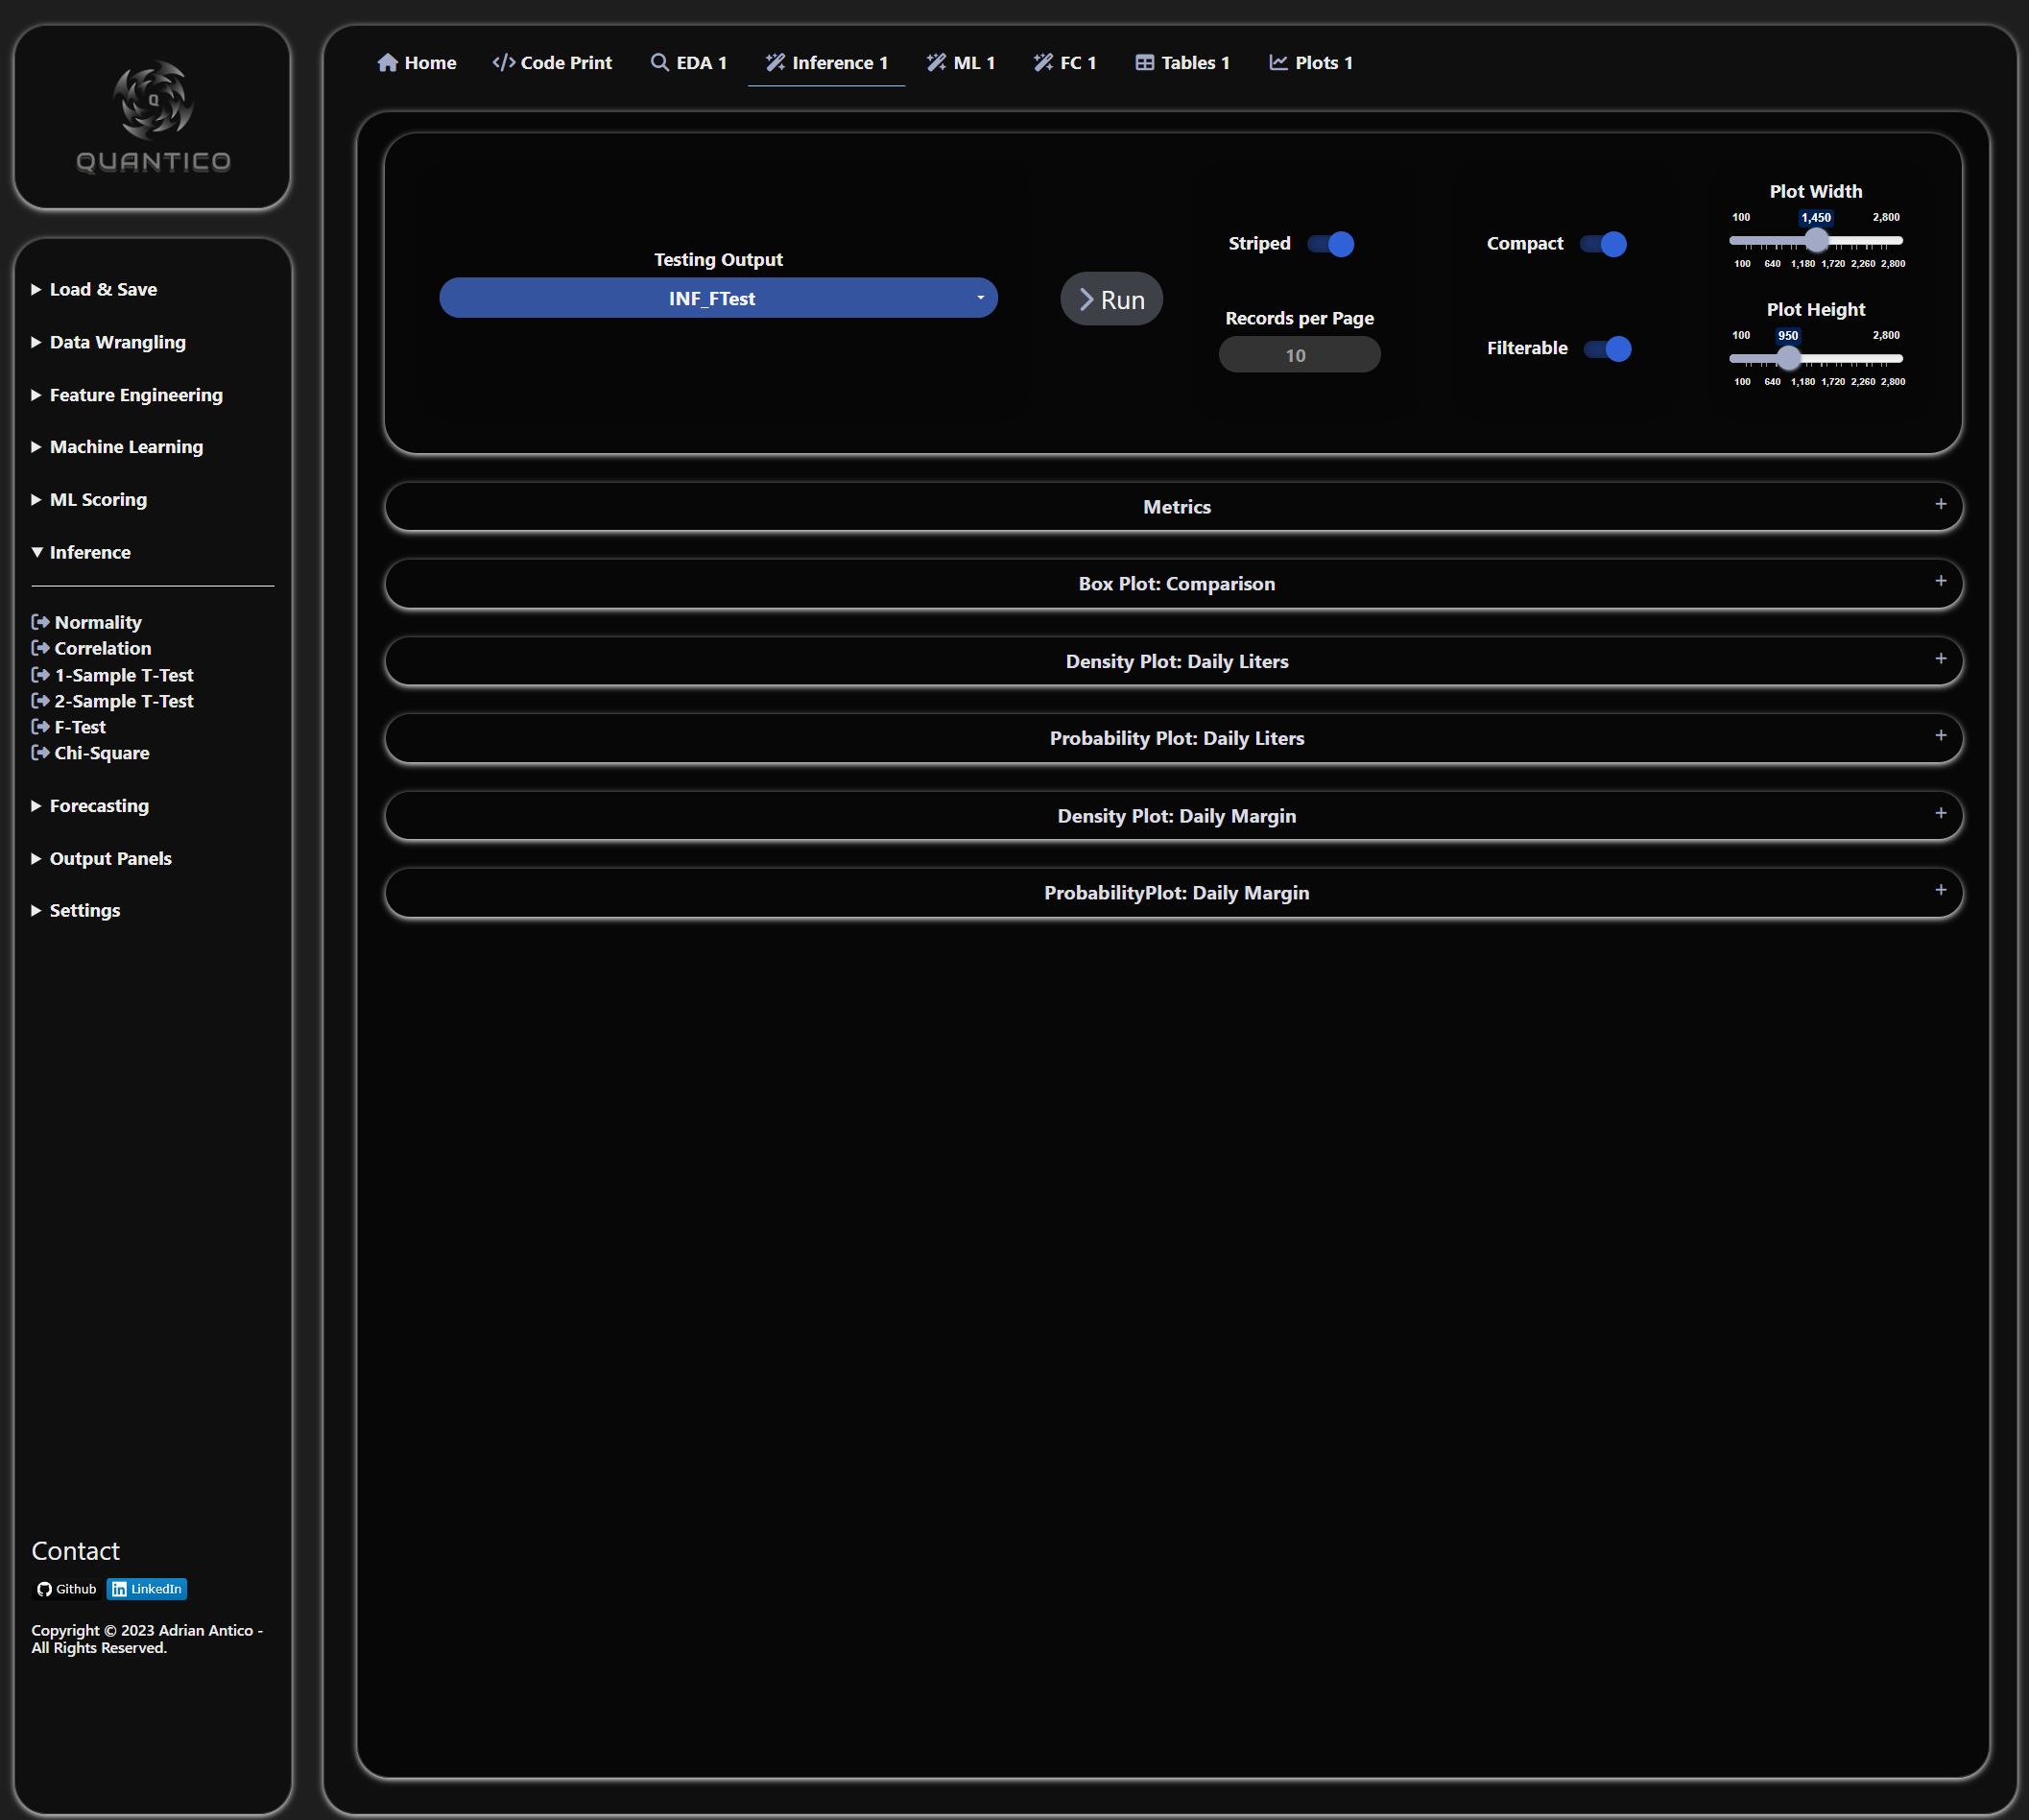 Q
QUANTICO
Load & Save
Data Wrangling
Feature Engineering
Machine Learning
ML Scoring
Inference
Normality
Correlation
1-Sample T-Test
2-Sample T-Test
F-Test
Chi-Square
Forecasting
Output Panels
Settings
Contact
Github LinkedIn
Copyright © 2023 Adrian Antico -
All Rights Reserved.
Home Code Print EDA 1 Inference 1 ML 1 FC 1 Tables 1 Plots 1
Testing Output
INF_FTest
Run
Striped
Records per Page
10
Compact
Filterable
Plot Width
100 1,450 2,800
100 640 1,180 1,720 2,260 2,800
Plot Height
100 950 2,800
100 640 1,180 1,720 2,260 2,800
Metrics +
Box Plot: Comparison +
Density Plot: Daily Liters +
Probability Plot: Daily Liters +
Density Plot: Daily Margin +
ProbabilityPlot: Daily Margin +